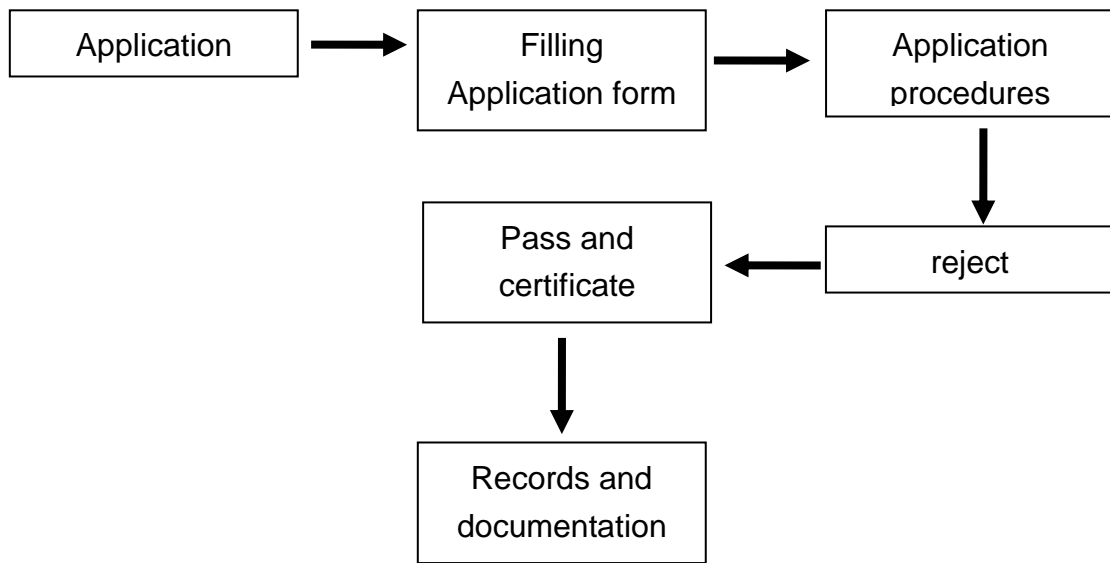 Application
Filling
Application form
Application
procedures
reject
Pass and
certificate
Records and
documentation